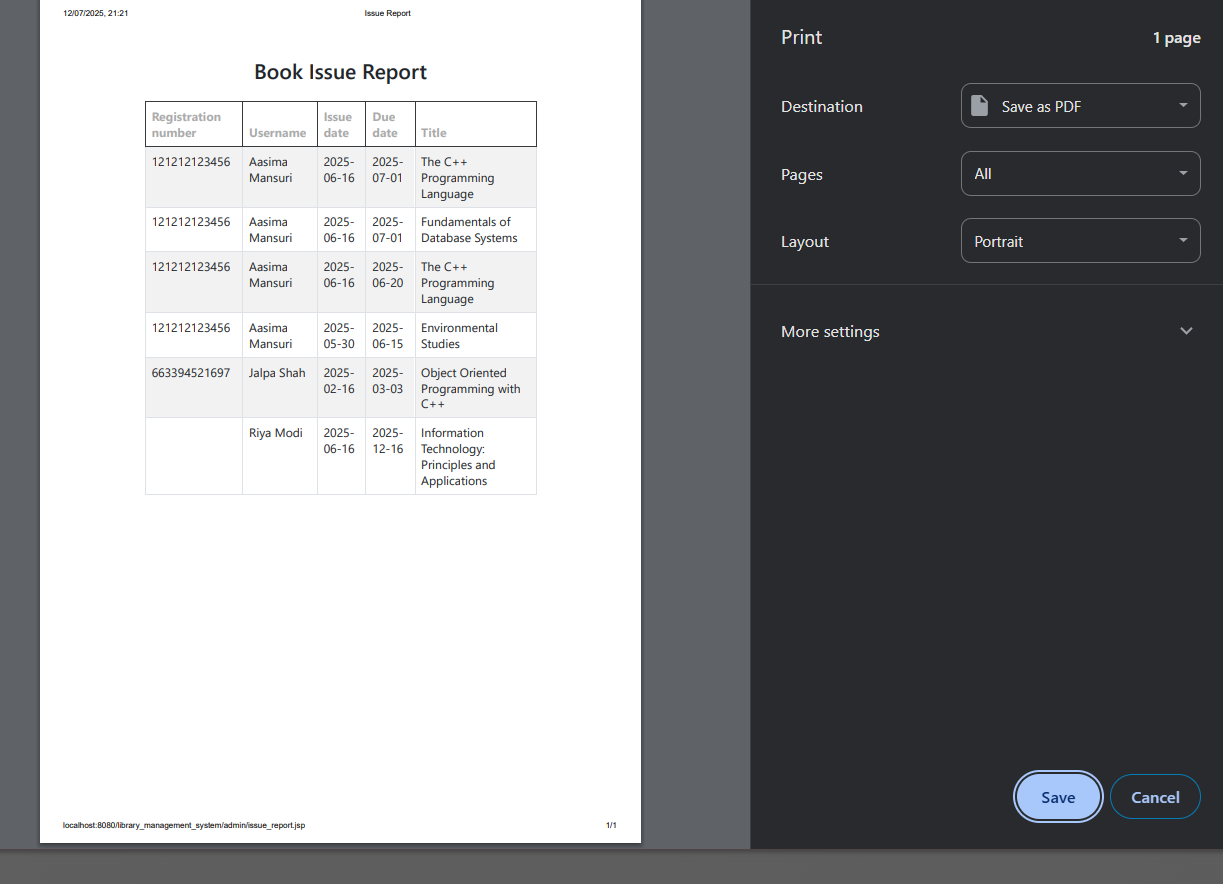 12/07/2025, 21:21 Issue Report
Book Issue Report
Registration number Username Issue date Due date Title
121212123456 Aasima Mansuri 2025-06-16 2025-07-01 The C++ Programming Language
121212123456 Aasima Mansuri 2025-06-16 2025-07-01 Fundamentals of Database Systems
121212123456 Aasima Mansuri 2025-06-16 2025-06-20 The C++ Programming Language
121212123456 Aasima Mansuri 2025-05-30 2025-06-15 Environmental Studies
663394521697 Jalpa Shah 2025-02-16 2025-03-03 Object Oriented Programming with C++
Riya Modi 2025-06-16 2025-12-16 Information Technology: Principles and Applications
localhost:8080/library_management_system/admin/issue_report.jsp 1/1
Print 1 page
Destination Save as PDF
Pages All
Layout Portrait
More settings
Save Cancel